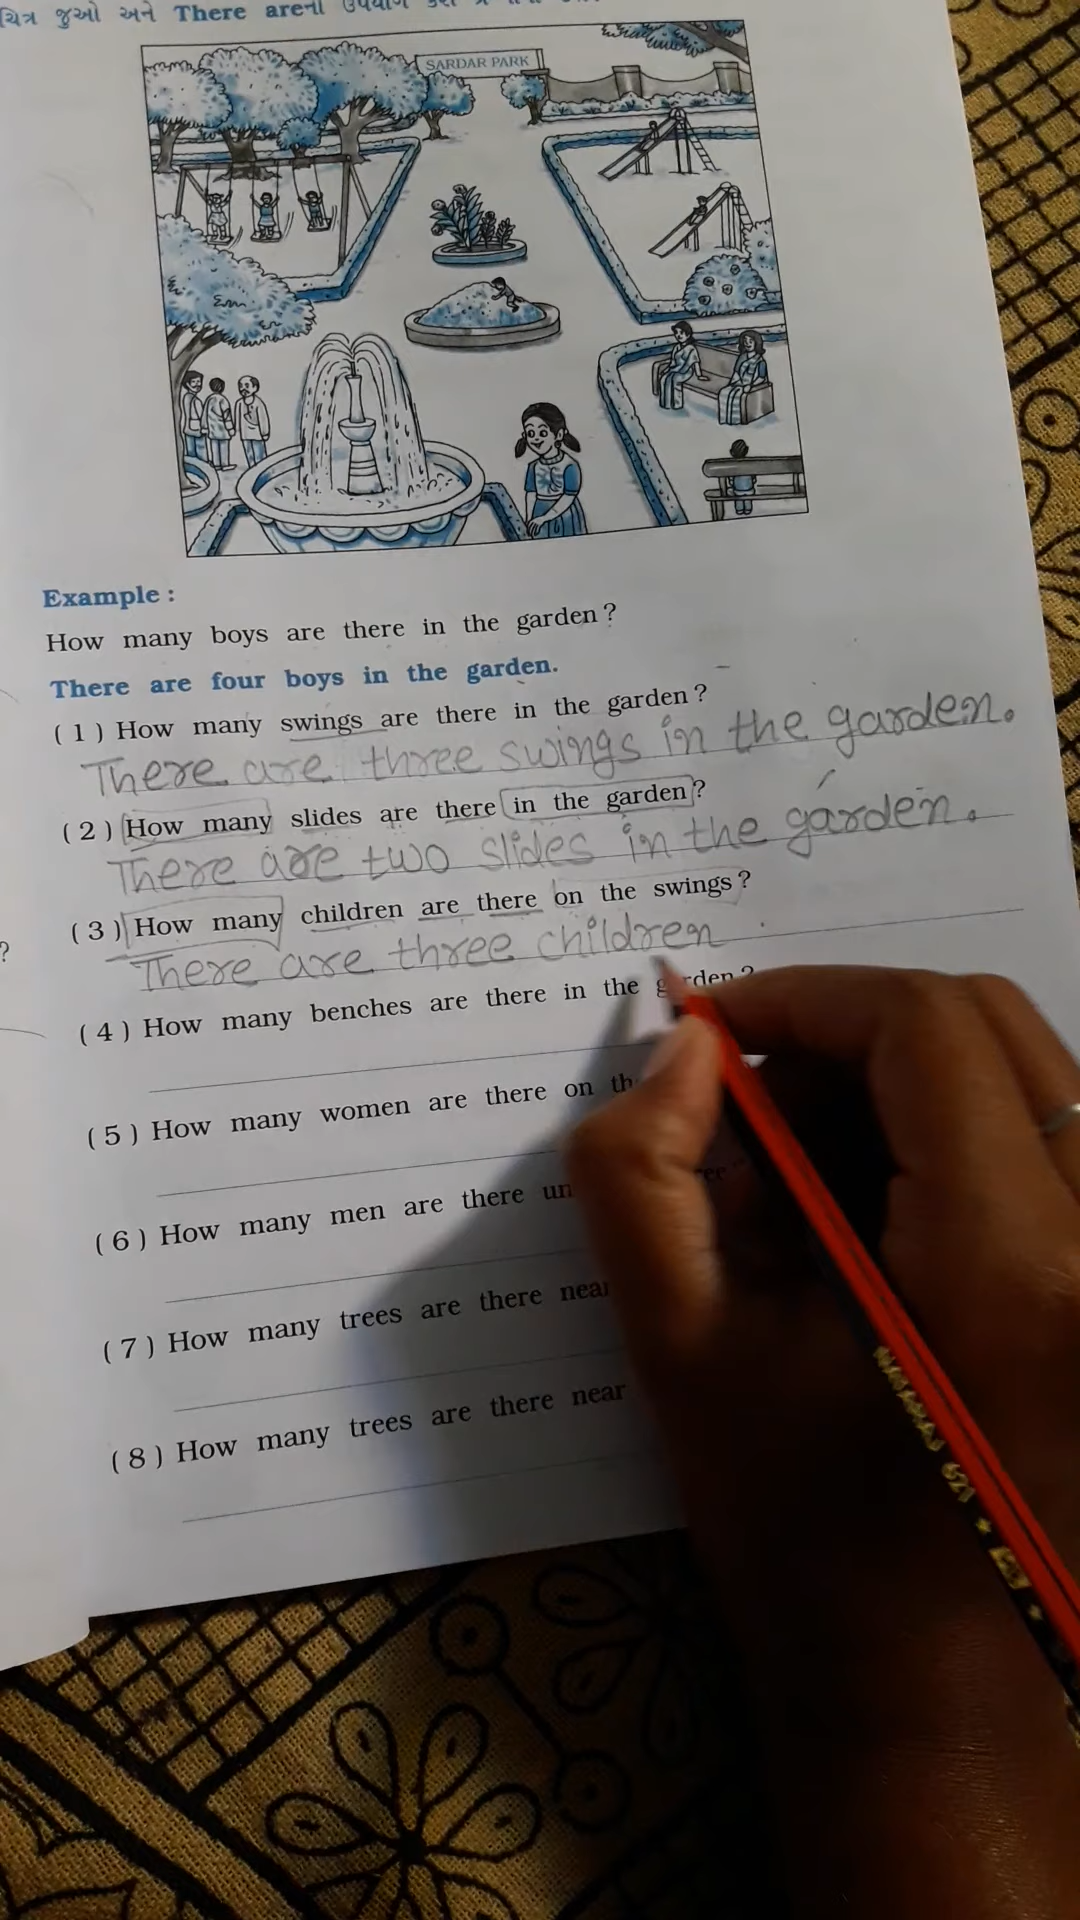 ચિત્ર જુઓ અને There areનો ઉપયોગ
SARDAR PARK
Example :
How many boys are there in the garden ?
There are four boys in the garden.
( 1 ) How many swings are there in the garden ?
There are three swings in the garden.
( 2 ) How many slides are there in the garden ?
There are two slides in the garden.
( 3 ) How many children are there on the swings ?
There are three children
?
( 4 ) How many benches are there in the garden ?
( 5 ) How many women are there on
( 6 ) How many men are there
( 7 ) How many trees are there near
( 8 ) How many trees are there near
621